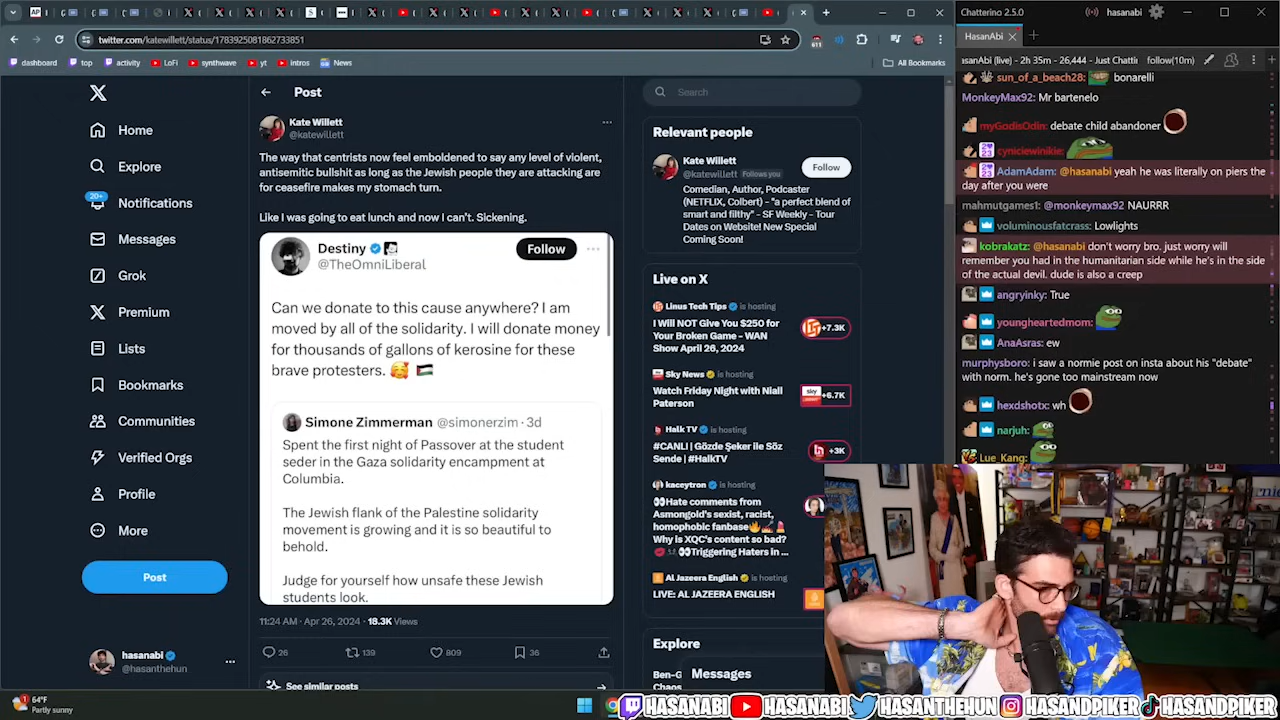 Chatterino 2.5.0
hasanabi
HasanAbi
twitter.com/katewillett/status/1783925081862733851
611
dashboard
top
activity
LoFi
synthwave
yt
intros
News
All Bookmarks
Home
Explore
20+
Notifications
Messages
Grok
Premium
Lists
Bookmarks
Communities
Verified Orgs
Profile
More
Post
hasanabi
@hasanthehun
Post
Kate Willett
@katewillett
The way that centrists now feel emboldened to say any level of violent,
antisemitic bullshit as long as the Jewish people they are attacking are
for ceasefire makes my stomach turn.
Like I was going to eat lunch and now I can't. Sickening.
Destiny
@TheOmniLiberal
Follow
Can we donate to this cause anywhere? I am
moved by all of the solidarity. I will donate money
for thousands of gallons of kerosine for these
brave protesters. 🥰 🇵🇸
Simone Zimmerman @simonerzim · 3d
Spent the first night of Passover at the student
seder in the Gaza solidarity encampment at
Columbia.
The Jewish flank of the Palestine solidarity
movement is growing and it is so beautiful to
behold.
Judge for yourself how unsafe these Jewish
students look.
11:24 AM · Apr 26, 2024 · 18.3K Views
26
139
809
36
See similar posts
Search
Relevant people
Kate Willett
@katewillett Follows you
Follow
Comedian, Author, Podcaster
(NETFLIX, Colbert) - "a perfect blend of
smart and filthy" - SF Weekly - Tour
Dates on Website! New Special
Coming Soon!
Live on X
Linus Tech Tips is hosting
I Will NOT Give You $250 for
Your Broken Game - WAN
Show April 26, 2024
+7.3K
Sky News is hosting
Watch Friday Night with Niall
Paterson
+6.7K
Halk TV is hosting
#CANLI | Gözde Şeker ile Söz
Sende | #HalkTV
+3K
kaceytron is hosting
👀Hate comments from
Asmongold's sexist, racist,
homophobic fanbase🔥
Why is XQC's content so bad?
Triggering Haters in ...
Al Jazeera English is hosting
LIVE: AL JAZEERA ENGLISH
Explore
Messages
Chaos
asanAbi (live) - 2h 35m - 26,444 - Just Chattin
follow(10m)
sun_of_a_beach28: bonarelli
MonkeyMax92: Mr bartenelo
myGodisOdin: debate child abandoner
cyniciewinikie:
AdamAdam: @hasanabi yeah he was literally on piers the
day after you were
mahmutgames1: @monkeymax92 NAURRR
voluminousfatcrass: Lowlights
kobrakatz: @hasanabi don't worry bro. just worry will
remember you had in the humanitarian side while he's in the side
of the actual devil. dude is also a creep
angryinky: True
youngheartedmom:
AnaAsras: ew
murphysboro: i saw a normie post on insta about his "debate"
with norm. he's gone too mainstream now
hexdshotx: wh
narjuh:
Lue_Kang:
64°F
Partly sunny
HASANABI
HASANABI
HASANTHEHUN
HASANDPIKER
HASANDPIKER